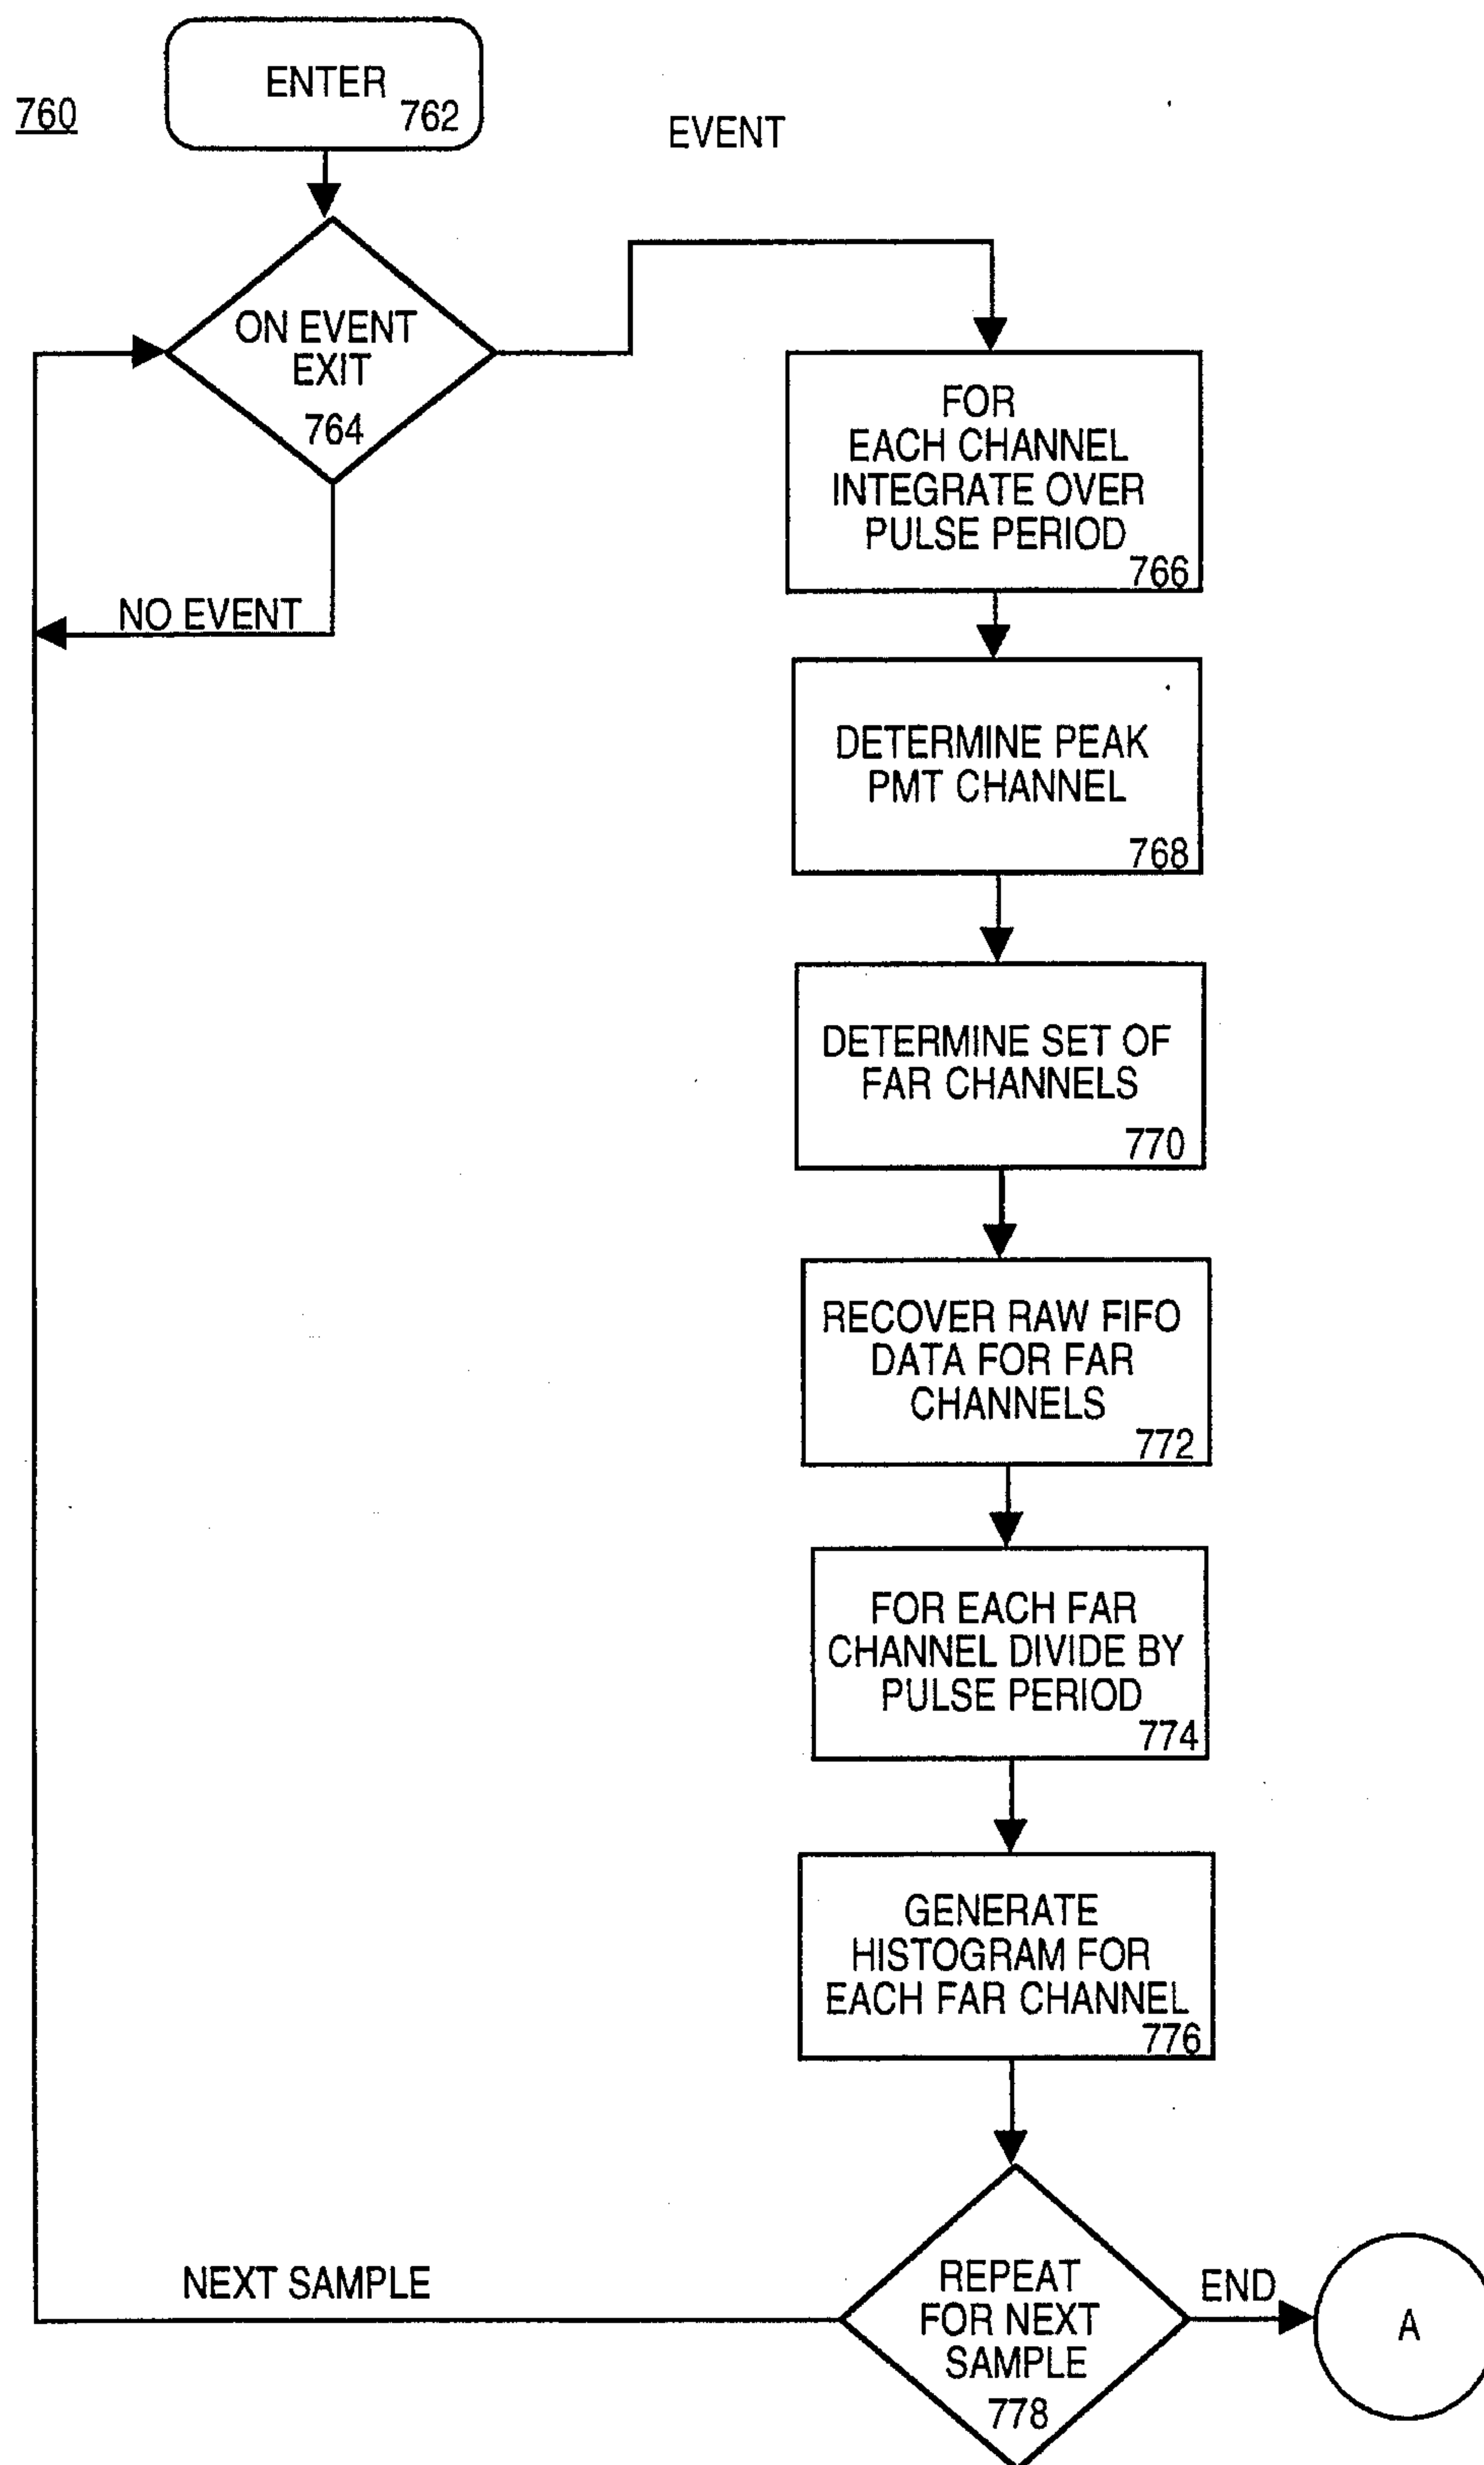 760
ENTER
762
EVENT
ON EVENT
EXIT
764
NO EVENT
FOR
EACH CHANNEL
INTEGRATE OVER
PULSE PERIOD
766
DETERMINE PEAK
PMT CHANNEL
768
DETERMINE SET OF
FAR CHANNELS
770
RECOVER RAW FIFO
DATA FOR FAR
CHANNELS
772
FOR EACH FAR
CHANNEL DIVIDE BY
PULSE PERIOD
774
GENERATE
HISTOGRAM FOR
EACH FAR CHANNEL
776
NEXT SAMPLE
REPEAT
FOR NEXT
SAMPLE
778
END
A